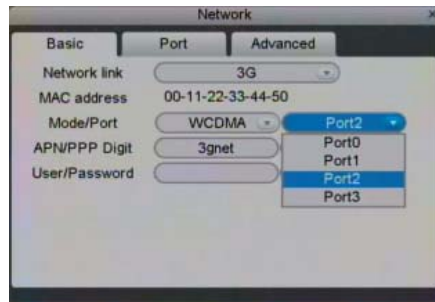 Network x
Basic Port Advanced
Network link 3G
MAC address 00-11-22-33-44-50
Mode/Port WCDMA Port2
APN/PPP Digit 3gnet Port0
Port1
User/Password Port2
Port3